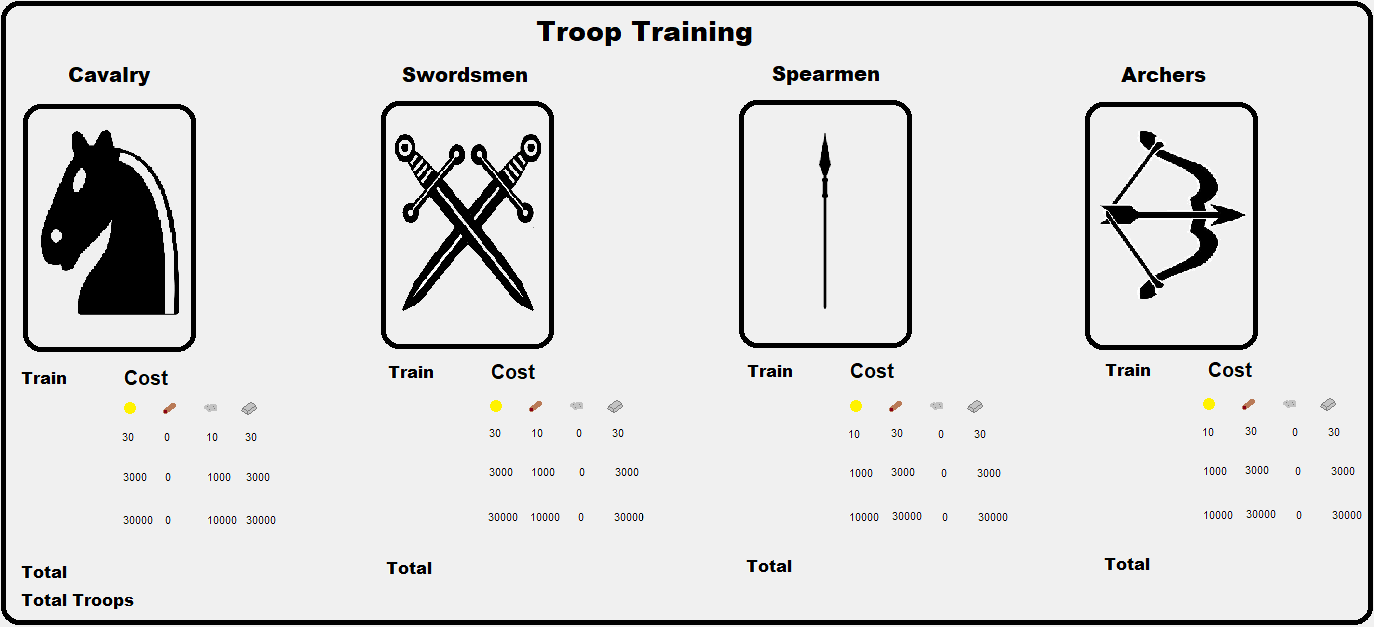 Troop Training
Cavalry Swordsmen Spearmen Archers
Train Cost Train Cost Train Cost Train Cost
30 0 10 30 30 10 0 30 10 30 0 30 10 30 0 30
3000 0 1000 3000 3000 1000 0 3000 1000 3000 0 3000 1000 3000 0 3000
30000 0 10000 30000 30000 10000 0 30000 10000 30000 0 30000 10000 30000 0 30000
Total Total Total Total
Total Troops